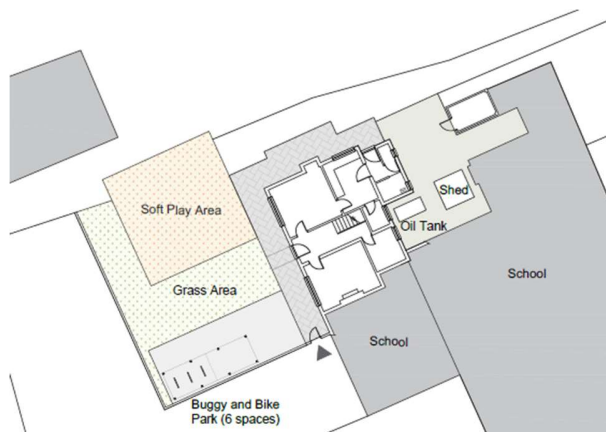 Soft Play Area
Shed
Oil Tank
Grass Area
School
School
Buggy and Bike
Park (6 spaces)